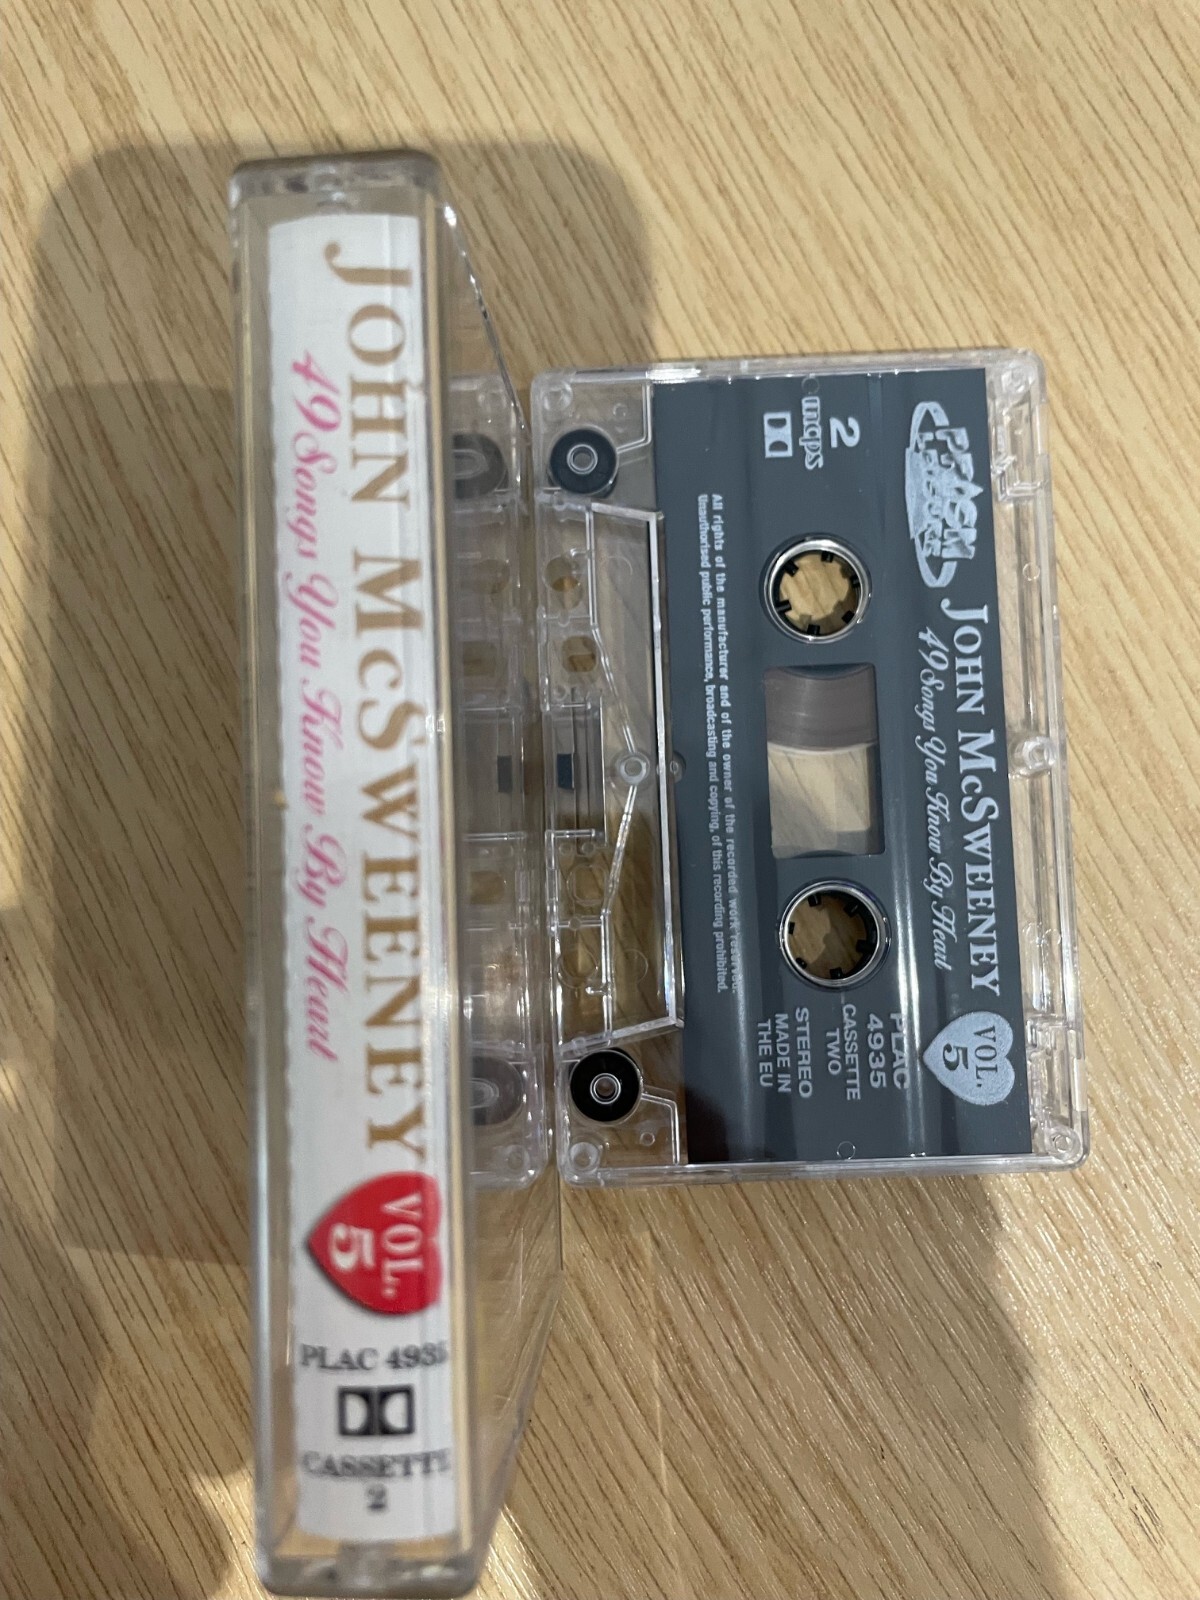 JOHN MCSWEENEY
49 Songs You Know By Heart
VOL.
5
PLAC 4935
CASSETTE
2
PRISM
LEISURE
JOHN MCSWEENEY
49 Songs You Know By Heart
VOL.
5
2
mcps
PLAC
4935
CASSETTE
TWO
STEREO
MADE IN
THE EU
All rights of the manufacturer and of the owner of the recorded work reserved.
Unauthorised public performance, broadcasting and copying, of this recording prohibited.